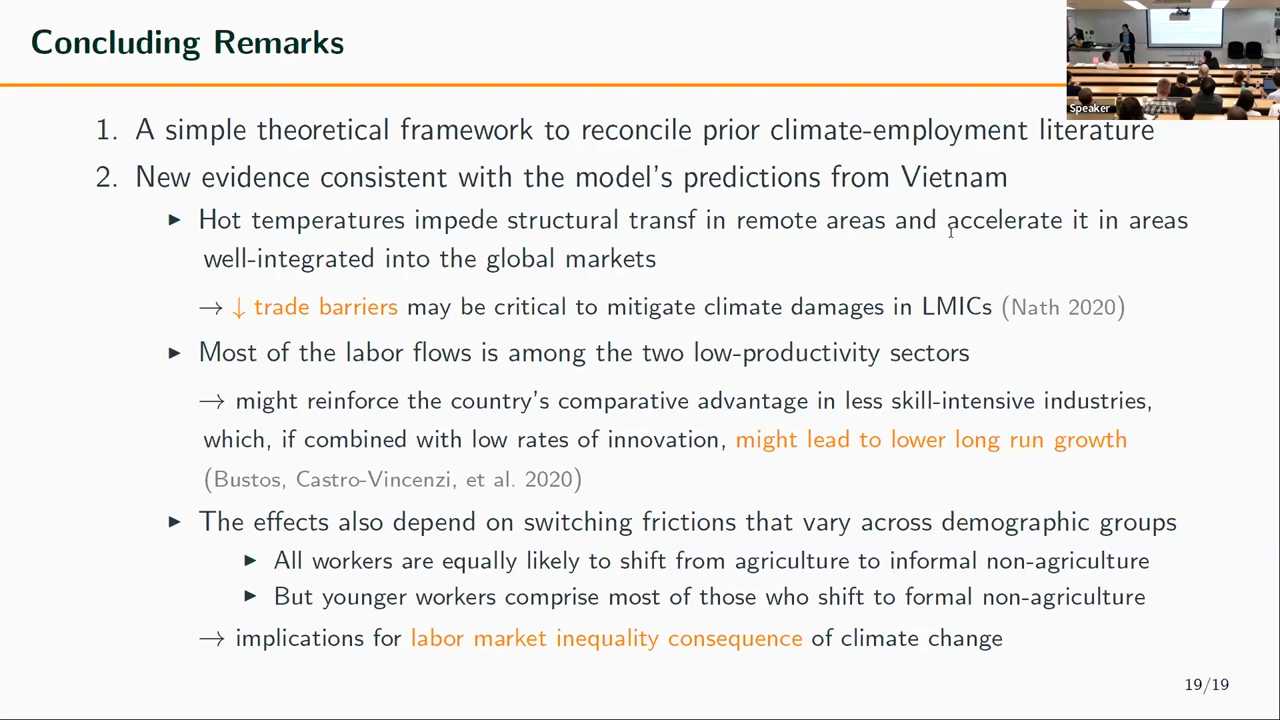 Concluding Remarks
Speaker
1. A simple theoretical framework to reconcile prior climate-employment literature
2. New evidence consistent with the model's predictions from Vietnam
▶ Hot temperatures impede structural transf in remote areas and accelerate it in areas
well-integrated into the global markets
→ ↓ trade barriers may be critical to mitigate climate damages in LMICs (Nath 2020)
▶ Most of the labor flows is among the two low-productivity sectors
→ might reinforce the country's comparative advantage in less skill-intensive industries,
which, if combined with low rates of innovation, might lead to lower long run growth
(Bustos, Castro-Vincenzi, et al. 2020)
▶ The effects also depend on switching frictions that vary across demographic groups
▶ All workers are equally likely to shift from agriculture to informal non-agriculture
▶ But younger workers comprise most of those who shift to formal non-agriculture
→ implications for labor market inequality consequence of climate change
19/19